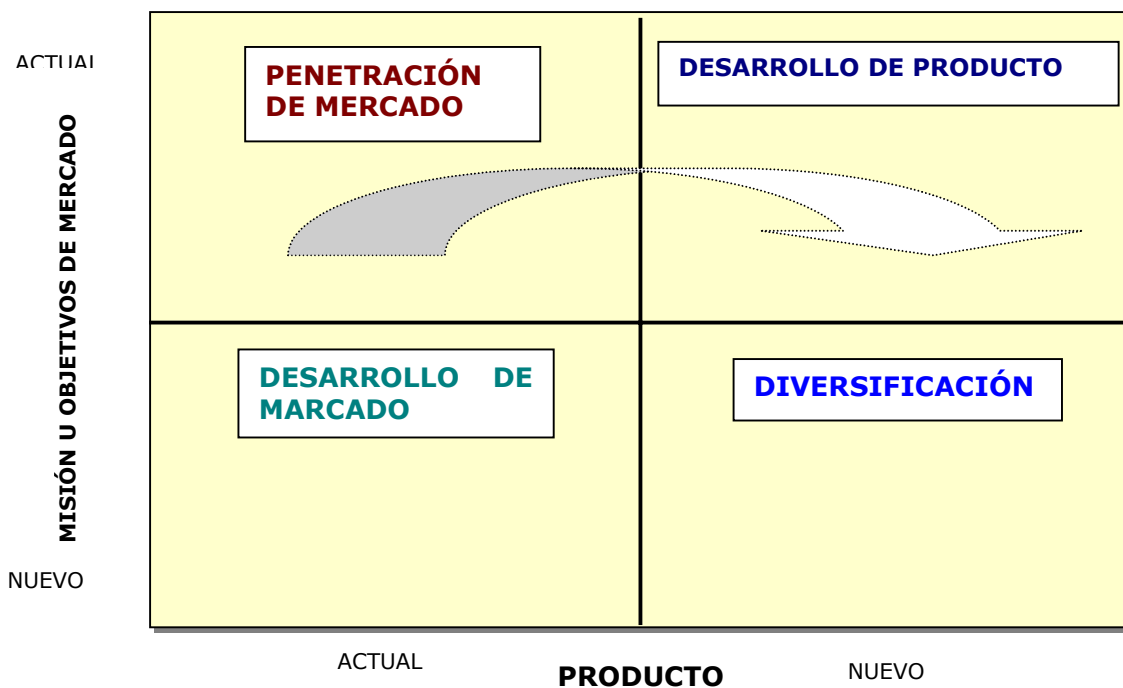 ACTUAL
PENETRACIÓN
DE MERCADO
DESARROLLO DE PRODUCTO
MISIÓN U OBJETIVOS DE MERCADO
DESARROLLO DE
MARCADO
DIVERSIFICACIÓN
NUEVO
ACTUAL
PRODUCTO
NUEVO